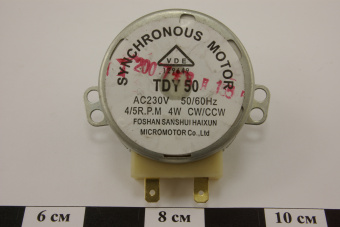 SYNCHRONOUS MOTOR
VDE
TDY 50
AC230V 50/60Hz
4/5R.P.M 4W CW/CCW
FOSHAN SANSHUI HAIXUN
MICROMOTOR Co.,Ltd
6 см 8 см 10 см